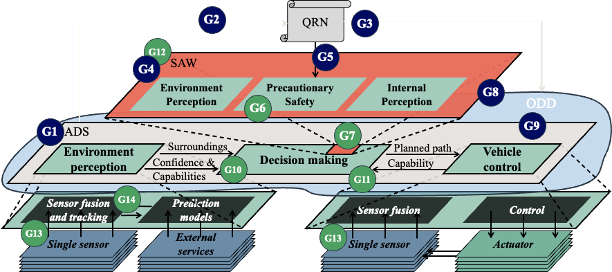 G2
QRN
G3
G12
SAW
G5
G4
Environment
Perception
Precautionary
Safety
Internal
Perception
G8
G6
ODD
G1
ADS
G7
G9
Surroundings
Environment
perception
Confidence &
Capabilities
G10
Decision making
Planned path
Capability
G11
Vehicle
control
G14
Sensor fusion
and tracking
Prediction
models
Sensor fusion
Control
G13
Single sensor
External
services
G13
Single sensor
Actuator